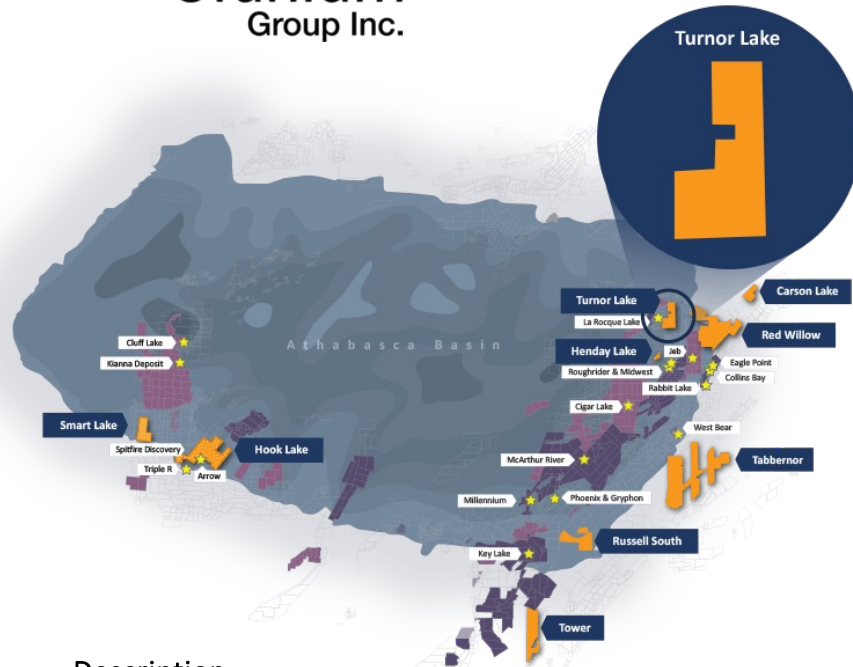 Group Inc.
Turnor Lake
Carson Lake
Turnor Lake
La Rocque Lake
Red Willow
Athabasca Basin
Cluff Lake
Kianna Deposit
Henday Lake
Jeb
Roughrider & Midwest
Eagle Point
Collins Bay
Rabbit Lake
Cigar Lake
Smart Lake
West Bear
Spitfire Discovery
Hook Lake
Triple R
Arrow
McArthur River
Tabbernor
Millennium
Phoenix & Gryphon
Russell South
Key Lake
Tower